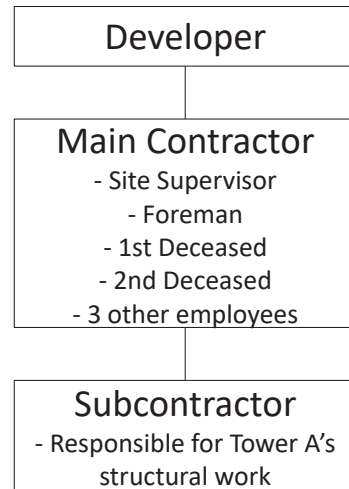 Developer
Main Contractor
- Site Supervisor
- Foreman
- 1st Deceased
- 2nd Deceased
- 3 other employees
Subcontractor
- Responsible for Tower A’s
structural work